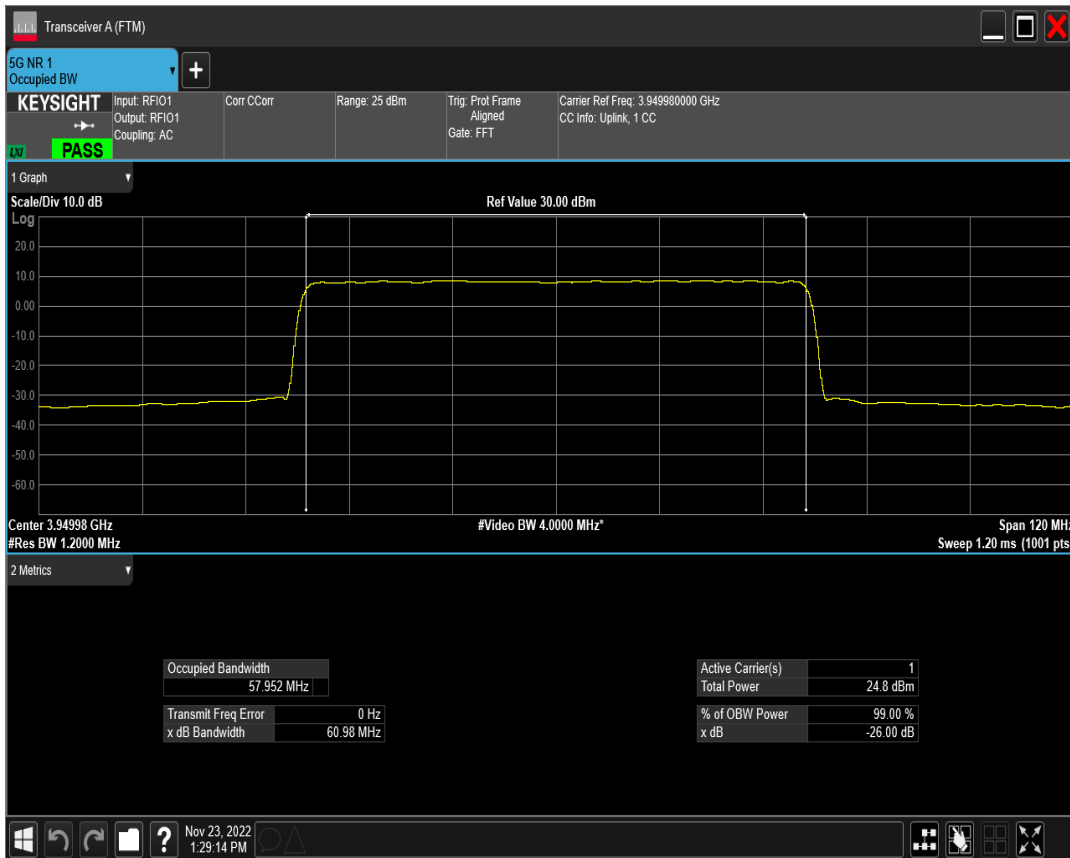 Transceiver A (FTM)
5G NR 1
Occupied BW
+
KEYSIGHT
LXI
PASS
Input: RFIO1
Output: RFIO1
Coupling: AC
Corr CCorr
Range: 25 dBm
Trig: Prot Frame
Aligned
Gate: FFT
Carrier Ref Freq: 3.949980000 GHz
CC Info: Uplink, 1 CC
1 Graph
Scale/Div 10.0 dB
Ref Value 30.00 dBm
Log
20.0
10.0
0.00
-10.0
-20.0
-30.0
-40.0
-50.0
-60.0
Center 3.94998 GHz
#Video BW 4.0000 MHz*
Span 120 MHz
#Res BW 1.2000 MHz
Sweep 1.20 ms (1001 pts
2 Metrics
Occupied Bandwidth
57.952 MHz
Transmit Freq Error 0 Hz
x dB Bandwidth 60.98 MHz
Active Carrier(s) 1
Total Power 24.8 dBm
% of OBW Power 99.00 %
x dB -26.00 dB
?
Nov 23, 2022
1:29:14 PM